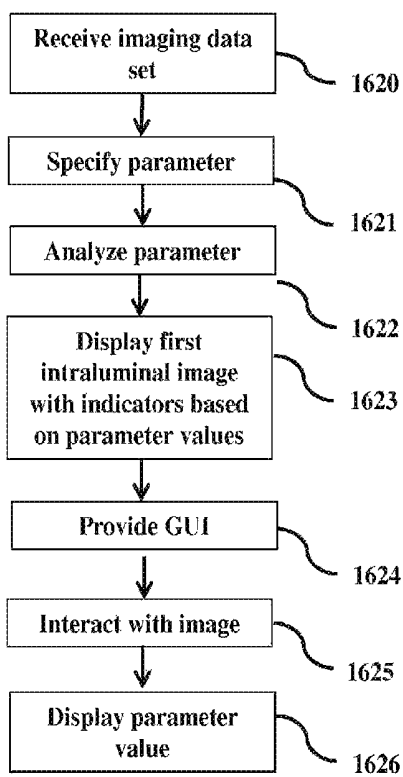 Receive imaging data
set
1620
Specify parameter
1621
Analyze parameter
1622
Display first
intraluminal image
with indicators based
on parameter values
1623
Provide GUI
1624
Interact with image
1625
Display parameter
value
1626